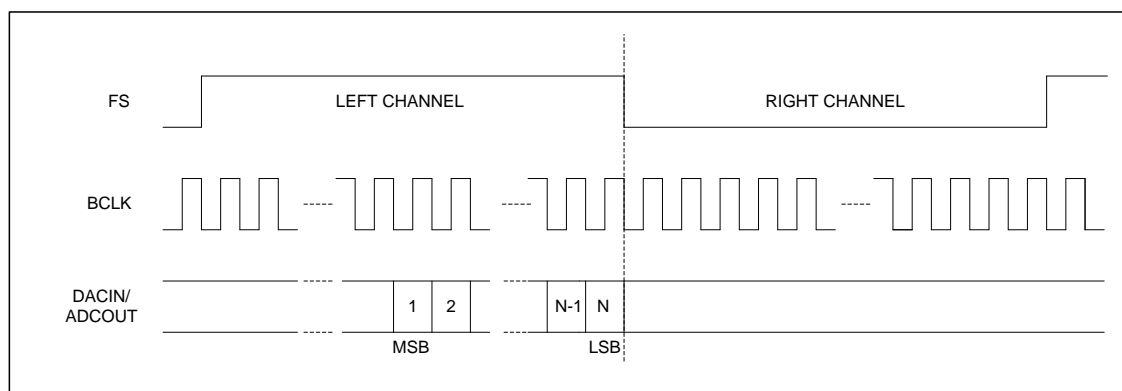 FS
LEFT CHANNEL
RIGHT CHANNEL
BCLK
DACIN/
ADCOUT
1
2
N-1
N
MSB
LSB